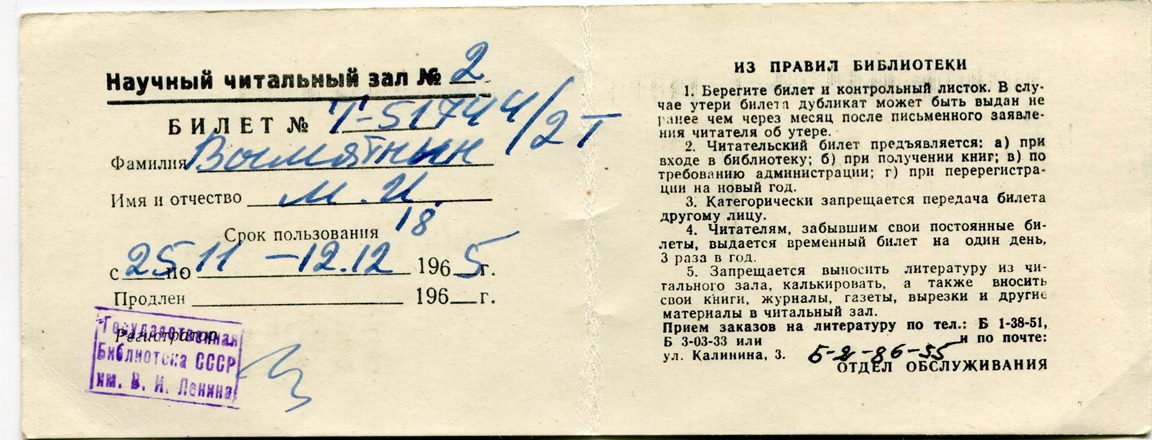 Научный читальный зал № 2
БИЛЕТ № Т-51744/2Т
Фамилия
Имя и отчество М. И.
Срок пользования 18
с 25 по 11 - 12.12 1965 г.
Продлен 196 г.
Регистратор
Государственная
Библиотека СССР
им. В. И. Ленина
ИЗ ПРАВИЛ БИБЛИОТЕКИ
1. Берегите билет и контрольный листок. В слу-
чае утери билета дубликат может быть выдан не
ранее чем через месяц после письменного заявле-
ния читателя об утере.
2. Читательский билет предъявляется: а) при
входе в библиотеку; б) при получении книг; в) по
требованию администрации; г) при перерегистра-
ции на новый год.
3. Категорически запрещается передача билета
другому лицу.
4. Читателям, забывшим свои постоянные би-
леты, выдается временный билет на один день,
3 раза в год.
5. Запрещается выносить литературу из чи-
тального зала, калькировать, а также вносить
свои книги, журналы, газеты, вырезки и другие
материалы в читальный зал.
Прием заказов на литературу по тел.: Б 1-38-51,
Б 3-03-33 или и по почте:
ул. Калинина, 3. Б-2-86-55
ОТДЕЛ ОБСЛУЖИВАНИЯ